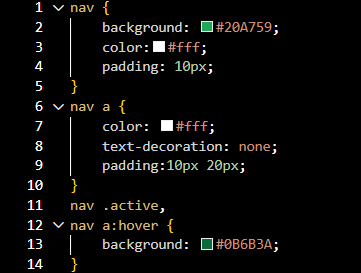 1 nav {
2 background: #20A759;
3 color:#fff;
4 padding: 10px;
5 }
6 nav a {
7 color: #fff;
8 text-decoration: none;
9 padding:10px 20px;
10 }
11 nav .active,
12 nav a:hover {
13 background: #0B6B3A;
14 }